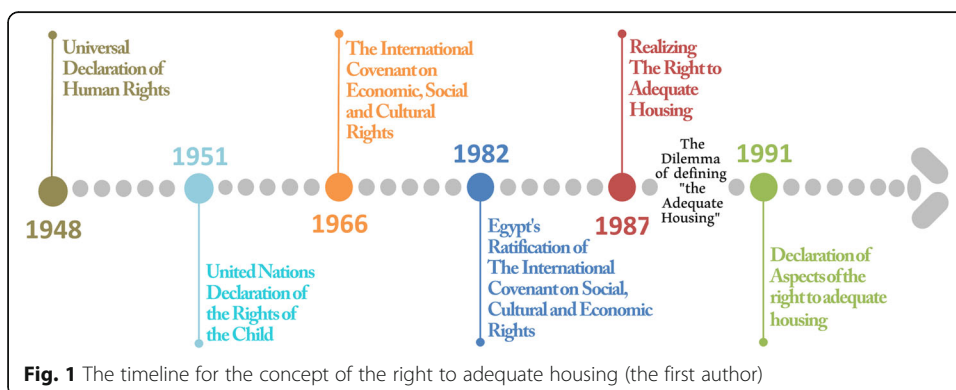 Universal
Declaration of
Human Rights
1948
1951
United Nations
Declaration of
the Rights of
the Child
The International
Covenant on
Economic, Social
and Cultural
Rights
1966
1982
Egypt's
Ratification of
The International
Covenant on Social,
Cultural and Economic
Rights
Realizing
The Right to
Adequate
Housing
1987
The
Dilemma
of defining
"the
Adequate
Housing"
1991
Declaration of
Aspects of the
right to adequate
housing
Fig. 1 The timeline for the concept of the right to adequate housing (the first author)